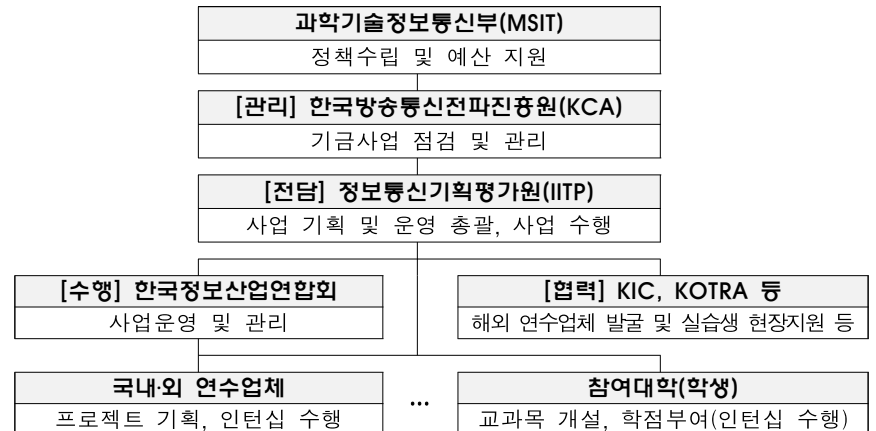 과학기술정보통신부(MSIT)
정책수립 및 예산 지원
[관리] 한국방송통신전파진흥원(KCA)
기금사업 점검 및 관리
[전담] 정보통신기획평가원(IITP)
사업 기획 및 운영 총괄, 사업 수행
[수행] 한국정보산업연합회
사업운영 및 관리
[협력] KIC, KOTRA 등
해외 연수업체 발굴 및 실습생 현장지원 등
국내·외 연수업체
프로젝트 기획, 인턴십 수행
...
참여대학(학생)
교과목 개설, 학점부여(인턴십 수행)